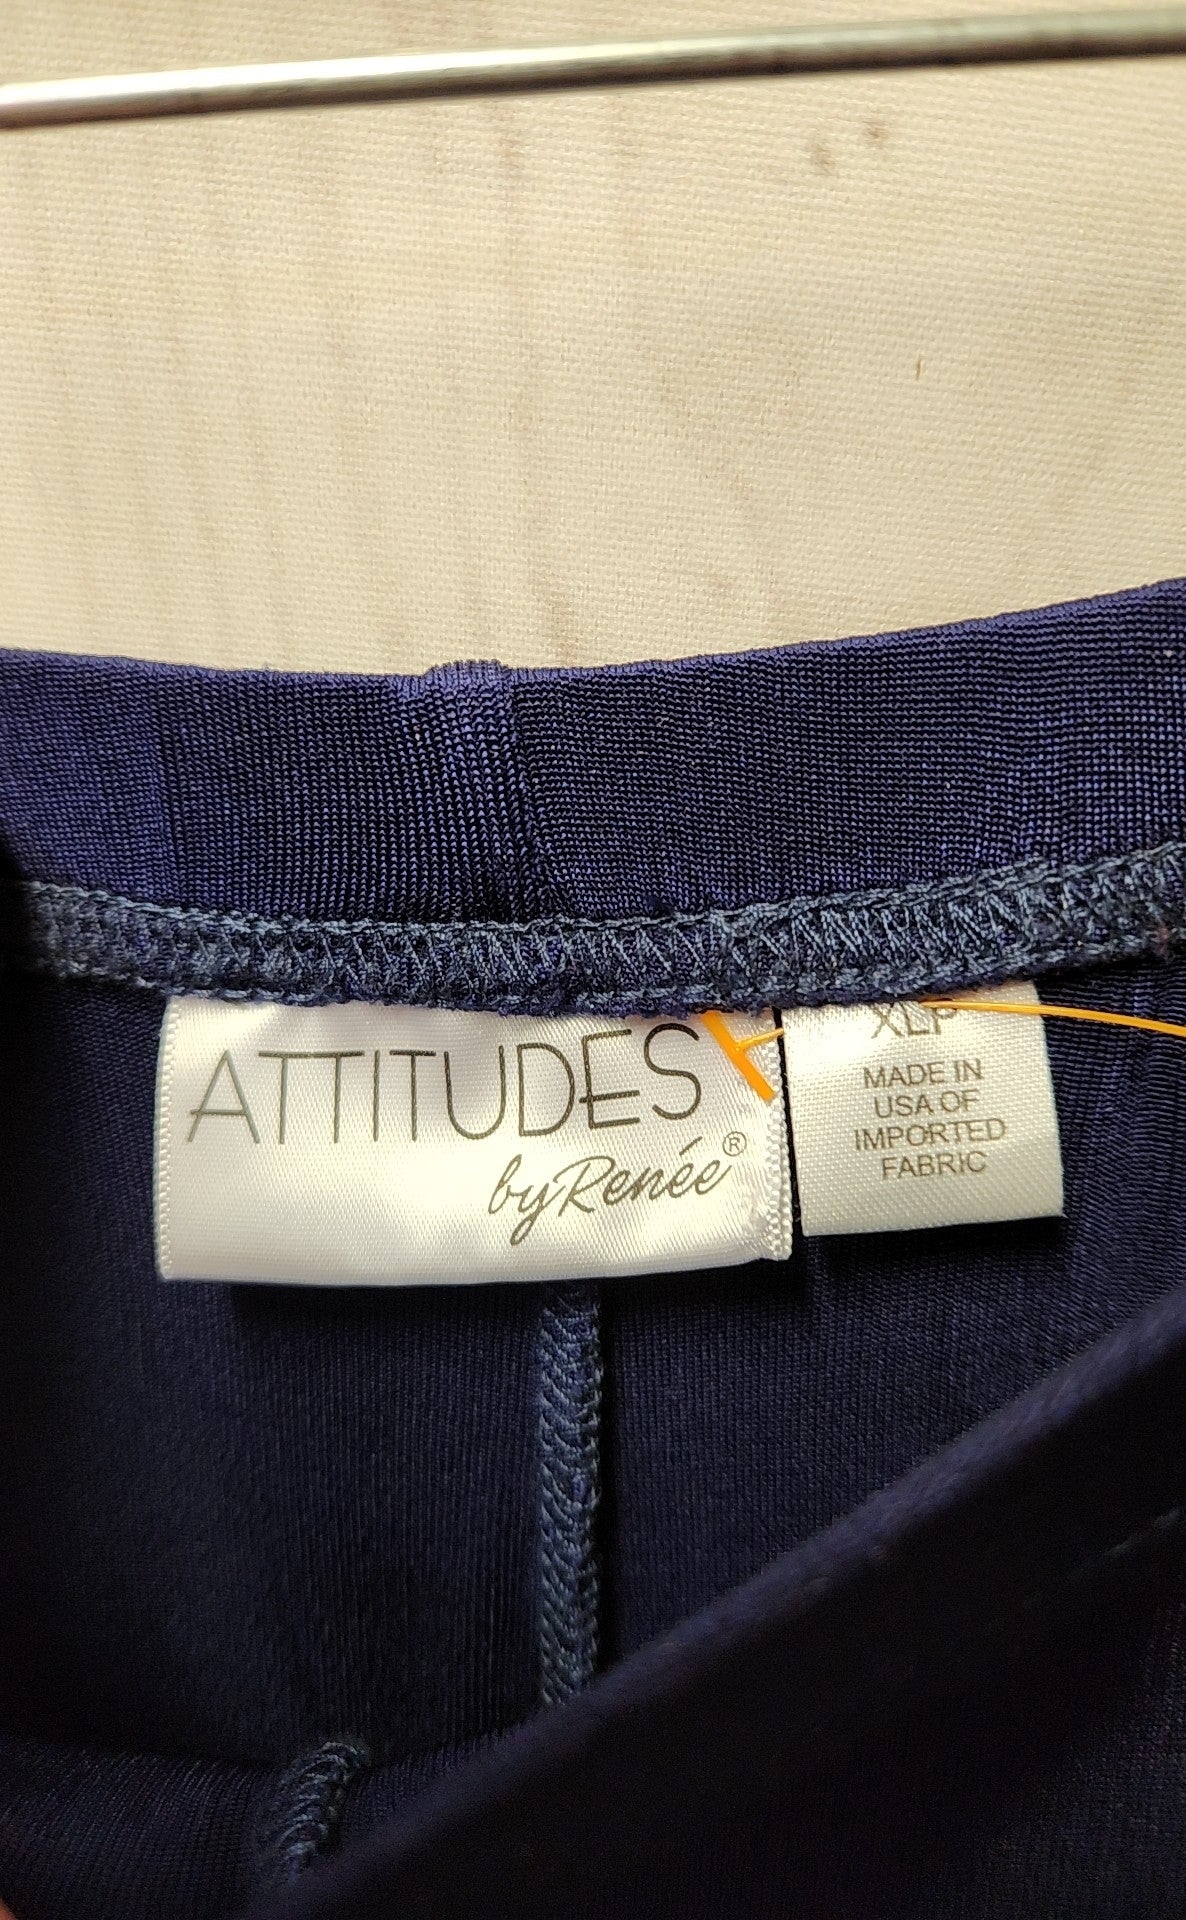 ATTITUDES
by Renée®
XLP
MADE IN
USA OF
IMPORTED
FABRIC